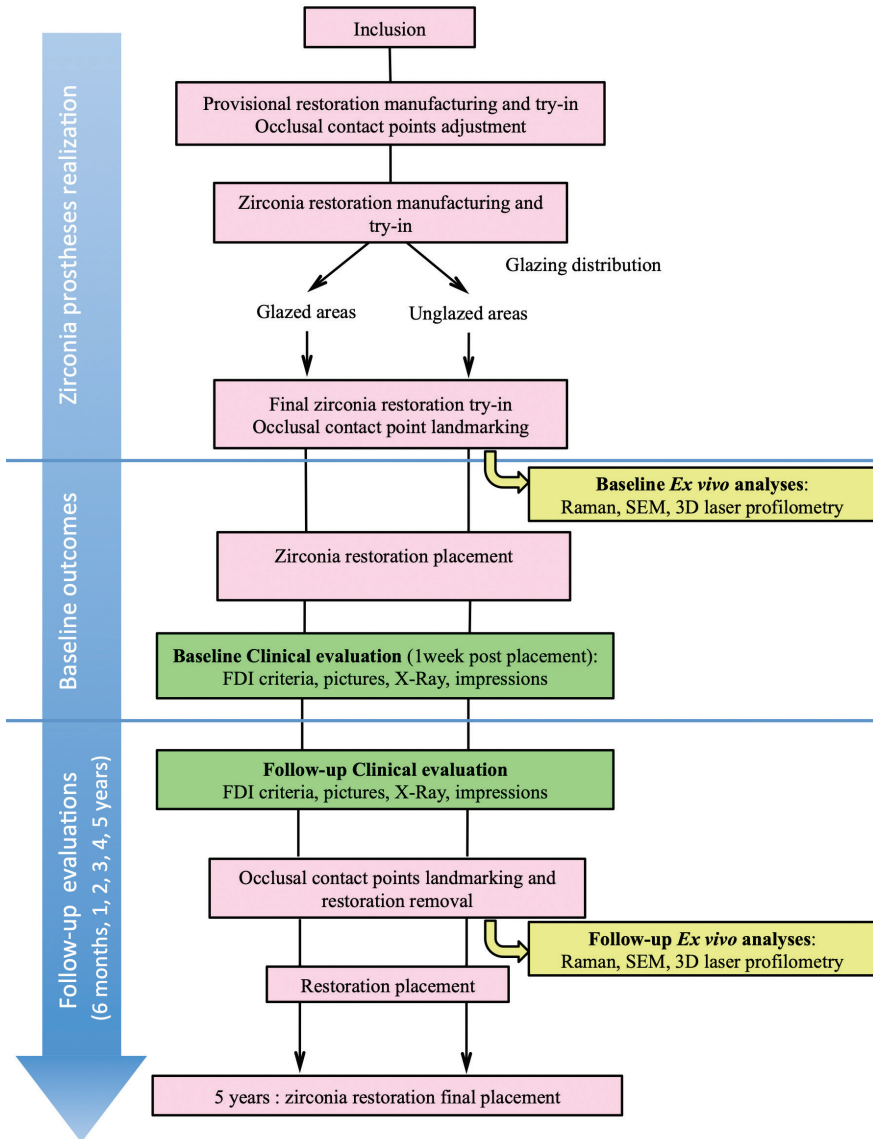 Inclusion
Provisional restoration manufacturing and try-in
Occlusal contact points adjustment
Zirconia restoration manufacturing and
try-in
Glazing distribution
Glazed areas
Unglazed areas
Final zirconia restoration try-in
Occlusal contact point landmarking
Zirconia prostheses realization
Baseline Ex vivo analyses:
Raman, SEM, 3D laser profilometry
Zirconia restoration placement
Baseline Clinical evaluation (1week post placement):
FDI criteria, pictures, X-Ray, impressions
Baseline outcomes
Follow-up Clinical evaluation
FDI criteria, pictures, X-Ray, impressions
Occlusal contact points landmarking and
restoration removal
Follow-up Ex vivo analyses:
Raman, SEM, 3D laser profilometry
Restoration placement
Follow-up evaluations
(6 months, 1, 2, 3, 4, 5 years)
5 years : zirconia restoration final placement